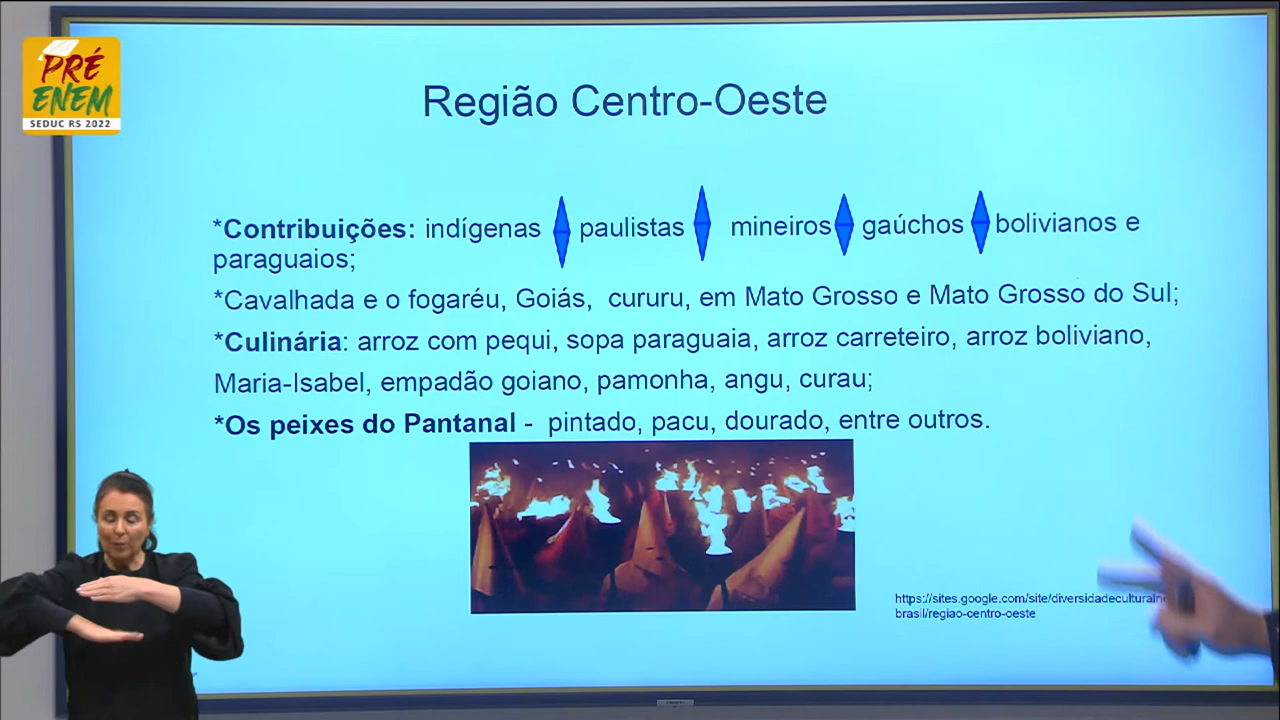 PRÉ
ENEM
SEDUC RS 2022
Região Centro-Oeste
*Contribuições: indígenas paulistas mineiros gaúchos bolivianos e
paraguaios;
*Cavalhada e o fogaréu, Goiás, cururu, em Mato Grosso e Mato Grosso do Sul;
*Culinária: arroz com pequi, sopa paraguaia, arroz carreteiro, arroz boliviano,
Maria-Isabel, empadão goiano, pamonha, angu, curau;
*Os peixes do Pantanal - pintado, pacu, dourado, entre outros.
https://sites.google.com/site/diversidadeculturalno
brasil/regiao-centro-oeste